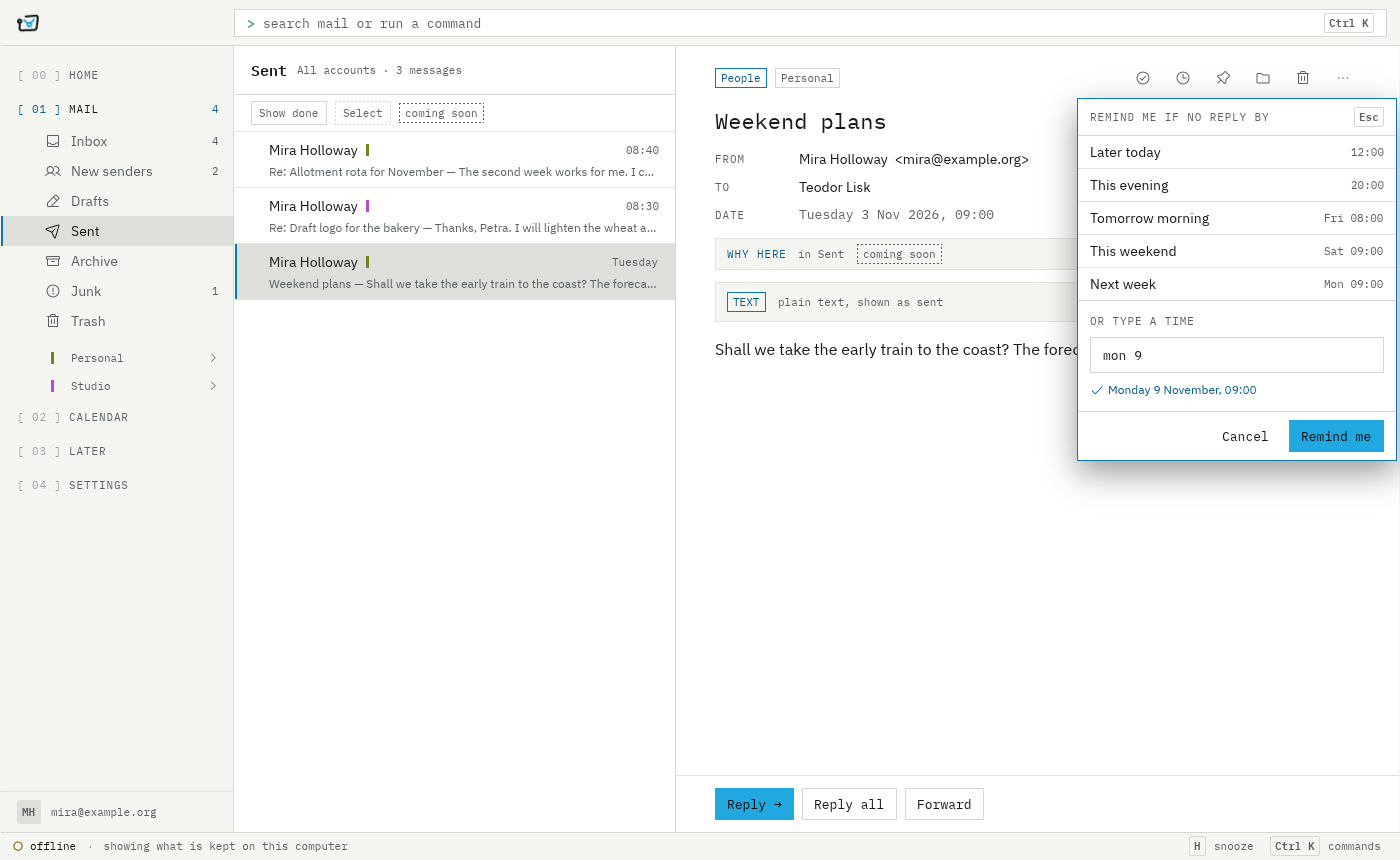 > search mail or run a command Ctrl K
[ 00 ] HOME
[ 01 ] MAIL 4
Inbox 4
New senders 2
Drafts
Sent
Archive
Junk 1
Trash
Personal
Studio
[ 02 ] CALENDAR
[ 03 ] LATER
[ 04 ] SETTINGS
MH mira@example.org
Sent All accounts · 3 messages
Show done Select coming soon
Mira Holloway 08:40
Re: Allotment rota for November — The second week works for me. I c…
Mira Holloway 08:30
Re: Draft logo for the bakery — Thanks, Petra. I will lighten the wheat a…
Mira Holloway Tuesday
Weekend plans — Shall we take the early train to the coast? The foreca…
People Personal
Weekend plans
FROM Mira Holloway <mira@example.org>
TO Teodor Lisk
DATE Tuesday 3 Nov 2026, 09:00
WHY HERE in Sent coming soon
TEXT plain text, shown as sent
Shall we take the early train to the coast? The forec
REMIND ME IF NO REPLY BY Esc
Later today 12:00
This evening 20:00
Tomorrow morning Fri 08:00
This weekend Sat 09:00
Next week Mon 09:00
OR TYPE A TIME
mon 9
Monday 9 November, 09:00
Cancel Remind me
Reply → Reply all Forward
offline · showing what is kept on this computer
H snooze Ctrl K commands